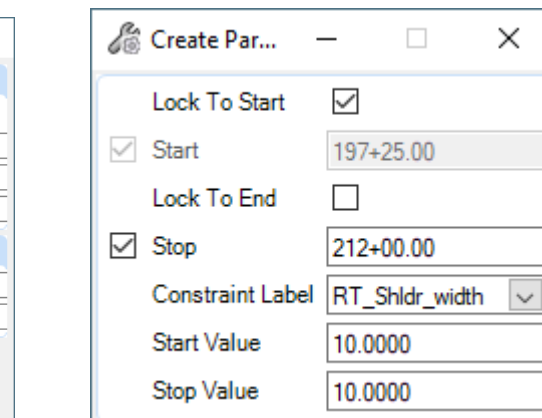 Create Par...
Lock To Start
Start 197+25.00
Lock To End
Stop 212+00.00
Constraint Label RT_Shldr_width
Start Value 10.0000
Stop Value 10.0000